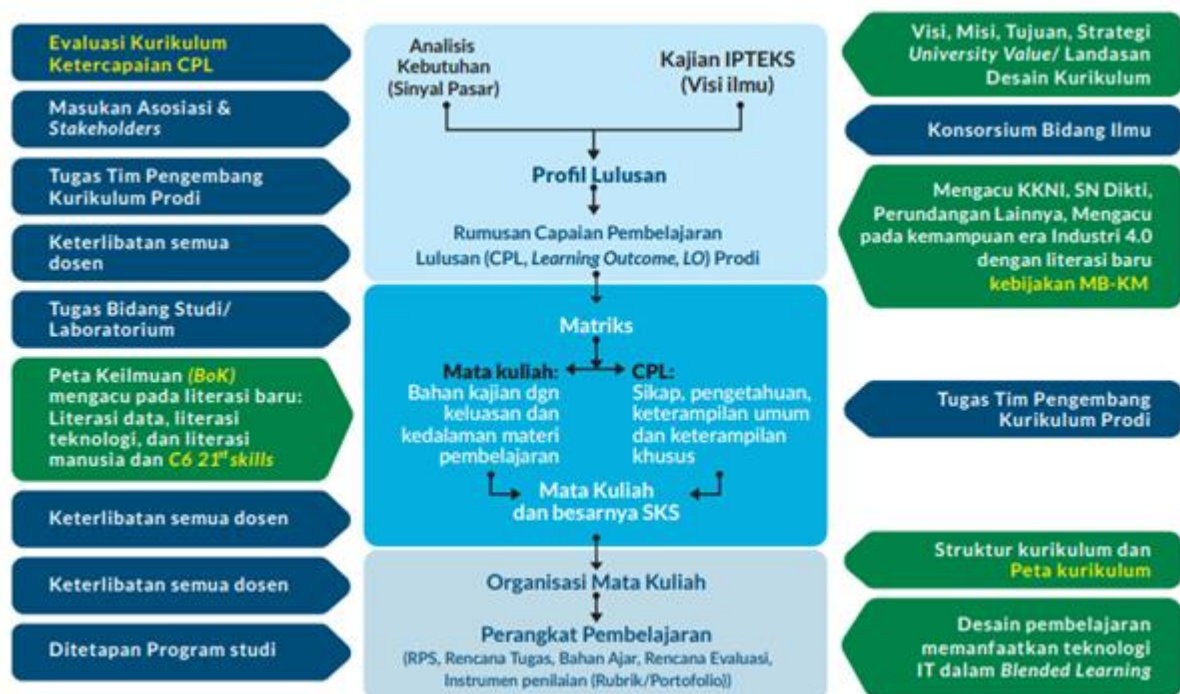 Evaluasi Kurikulum
Ketercapaian CPL
Masukan Asosiasi &
Stakeholders
Tugas Tim Pengembang
Kurikulum Prodi
Keterlibatan semua
dosen
Tugas Bidang Studi/
Laboratorium
Peta Keilmuan (BoK)
mengacu pada literasi baru:
Literasi data, literasi
teknologi, dan literasi
manusia dan C6 21st skills
Keterlibatan semua dosen
Keterlibatan semua dosen
Ditetapan Program studi
Analisis
Kebutuhan
(Sinyal Pasar)
Kajian IPTEKS
(Visi ilmu)
Profil Lulusan
Rumusan Capaian Pembelajaran
Lulusan (CPL, Learning Outcome, LO) Prodi
Matriks
Mata kuliah:
Bahan kajian dgn
keluasan dan
kedalaman materi
pembelajaran
CPL:
Sikap, pengetahuan,
keterampilan umum
dan keterampilan
khusus
Mata Kuliah
dan besarnya SKS
Organisasi Mata Kuliah
Perangkat Pembelajaran
(RPS, Rencana Tugas, Bahan Ajar, Rencana Evaluasi,
Instrumen penilaian (Rubrik/Portofolio))
Visi, Misi, Tujuan, Strategi
University Value/ Landasan
Desain Kurikulum
Konsorsium Bidang Ilmu
Mengacu KKNI, SN Dikti,
Perundangan Lainnya, Mengacu
pada kemampuan era Industri 4.0
dengan literasi baru
kebijakan MB-KM
Tugas Tim Pengembang
Kurikulum Prodi
Struktur kurikulum dan
Peta kurikulum
Desain pembelajaran
memanfaatkan teknologi
IT dalam Blended Learning